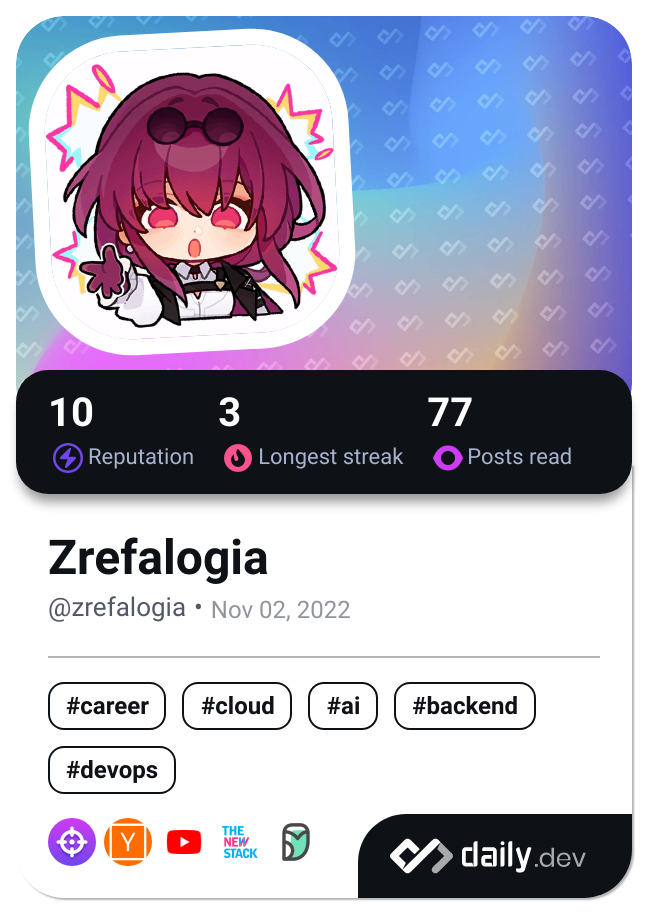 10 3 77
Reputation Longest streak Posts read
Zrefalogia
@zrefalogia • Nov 02, 2022
#career #cloud #ai #backend
#devops
Y
THE
NEW
STACK
daily.dev